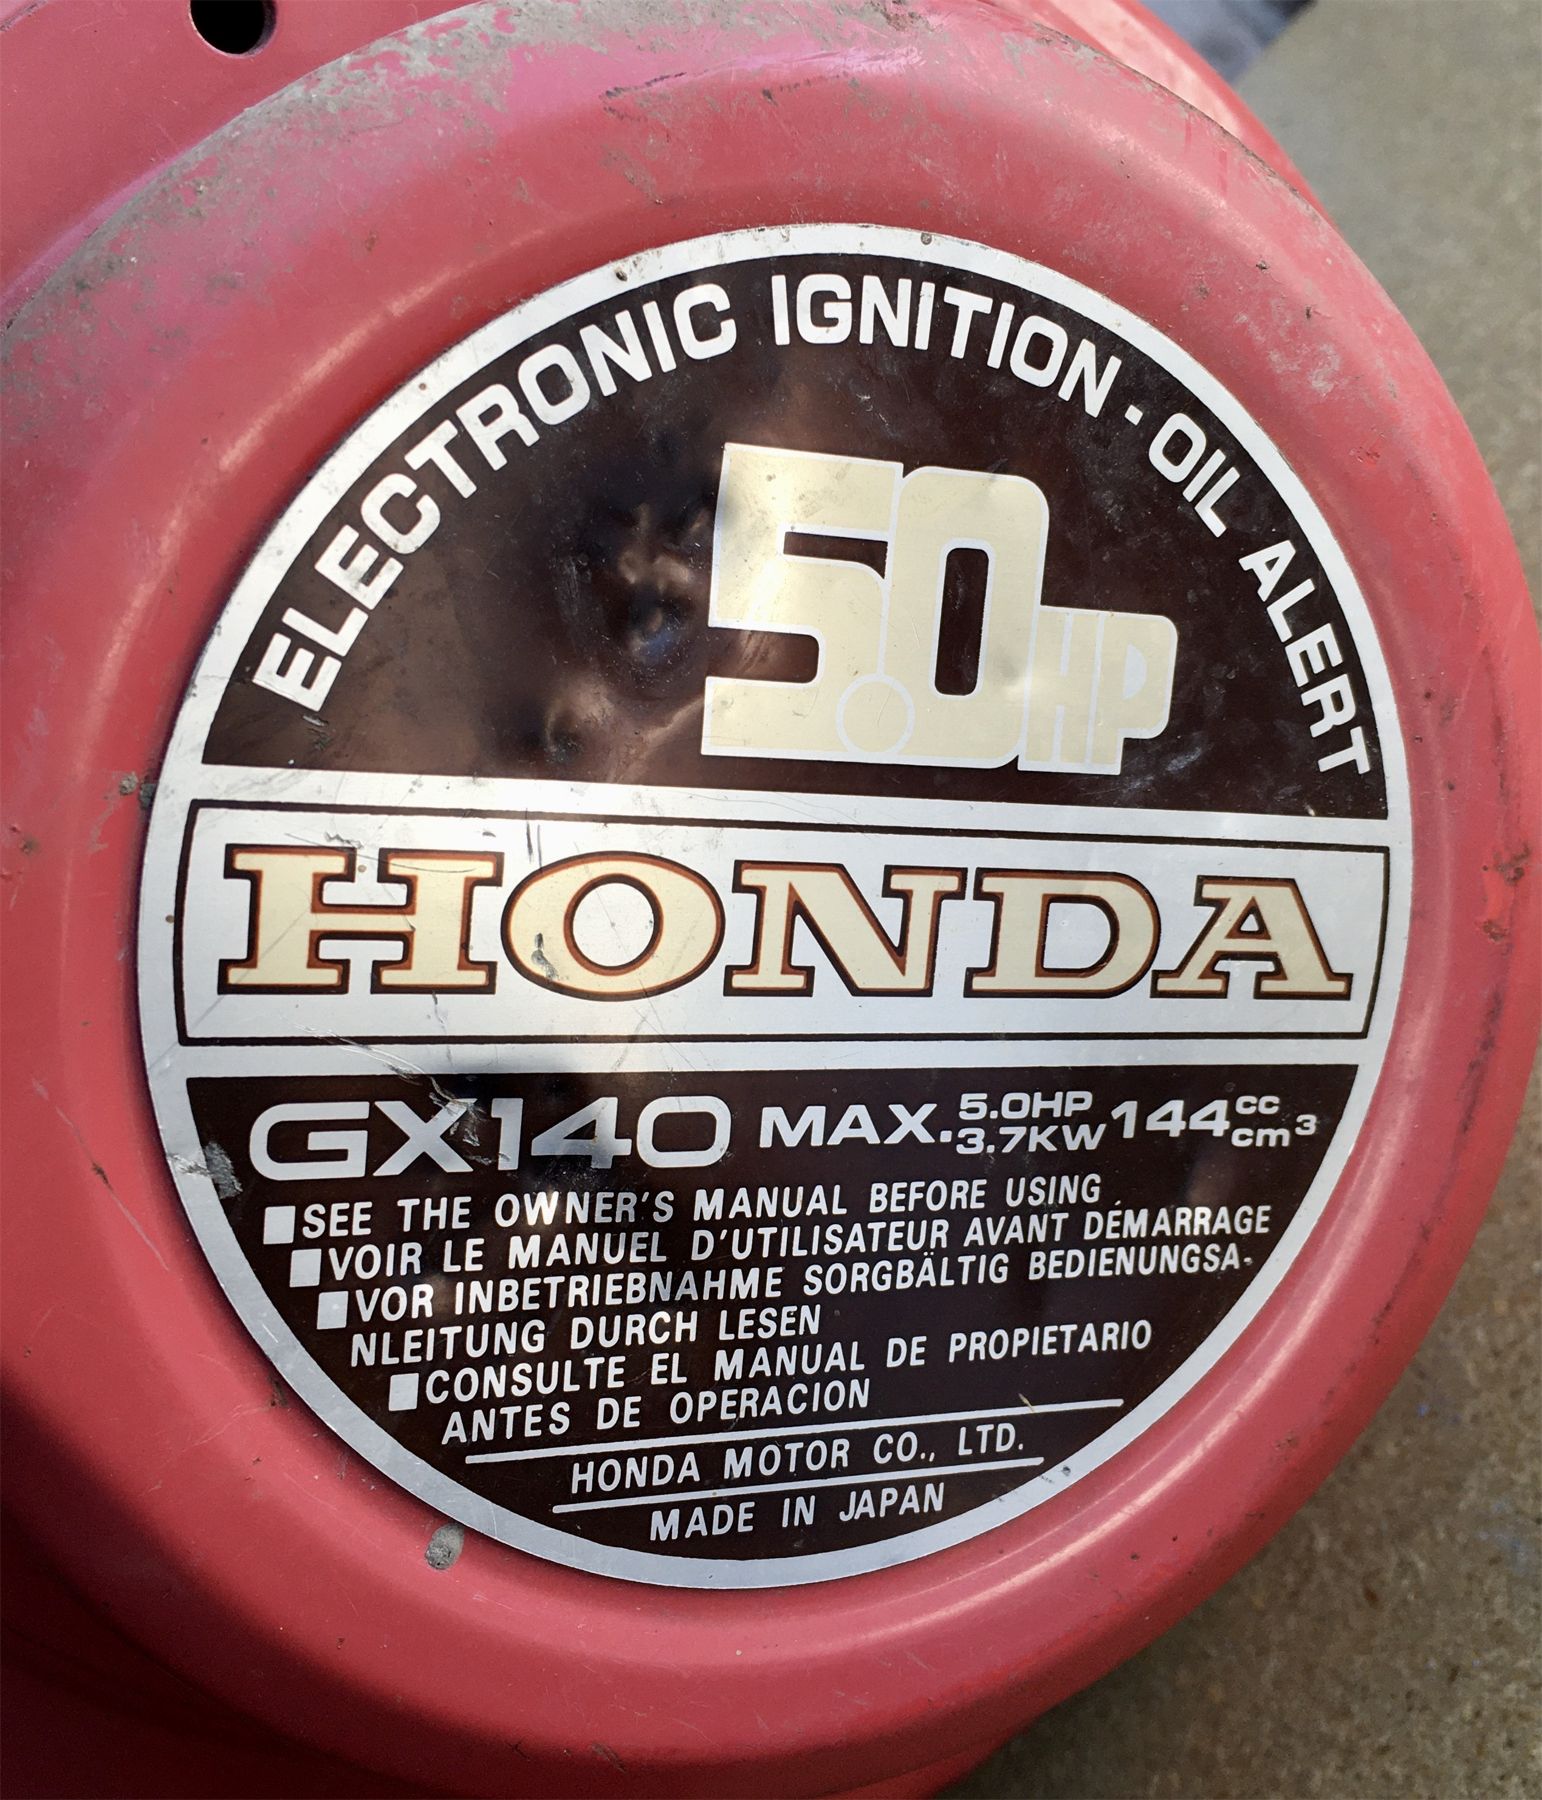 ELECTRONIC IGNITION · OIL ALERT
5.0HP
HONDA
GX140 MAX. 5.0HP 3.7KW 144 cc cm³
■SEE THE OWNER'S MANUAL BEFORE USING
■VOIR LE MANUEL D'UTILISATEUR AVANT DÉMARRAGE
■VOR INBETRIEBNAHME SORGBÄLTIG BEDIENUNGSA-
NLEITUNG DURCH LESEN
■CONSULTE EL MANUAL DE PROPIETARIO
ANTES DE OPERACION
HONDA MOTOR CO., LTD.
MADE IN JAPAN